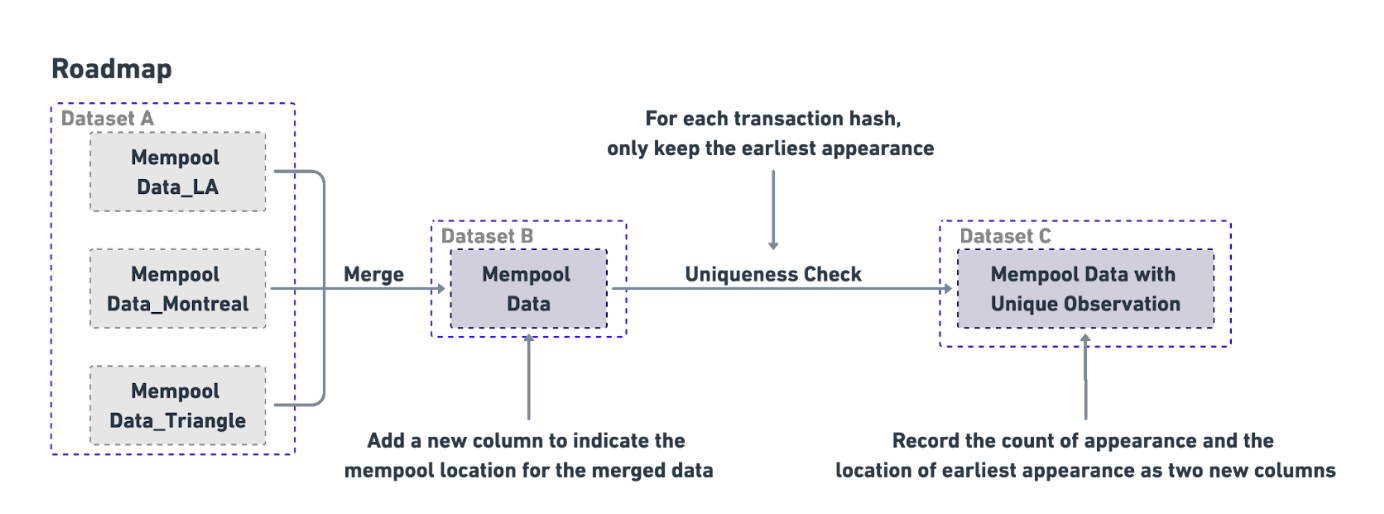 Roadmap
Dataset A
Mempool
Data_LA
Mempool
Data_Montreal
Mempool
Data_Triangle
Merge
Dataset B
Mempool
Data
Add a new column to indicate the
mempool location for the merged data
For each transaction hash,
only keep the earliest appearance
Uniqueness Check
Dataset C
Mempool Data with
Unique Observation
Record the count of appearance and the
location of earliest appearance as two new columns